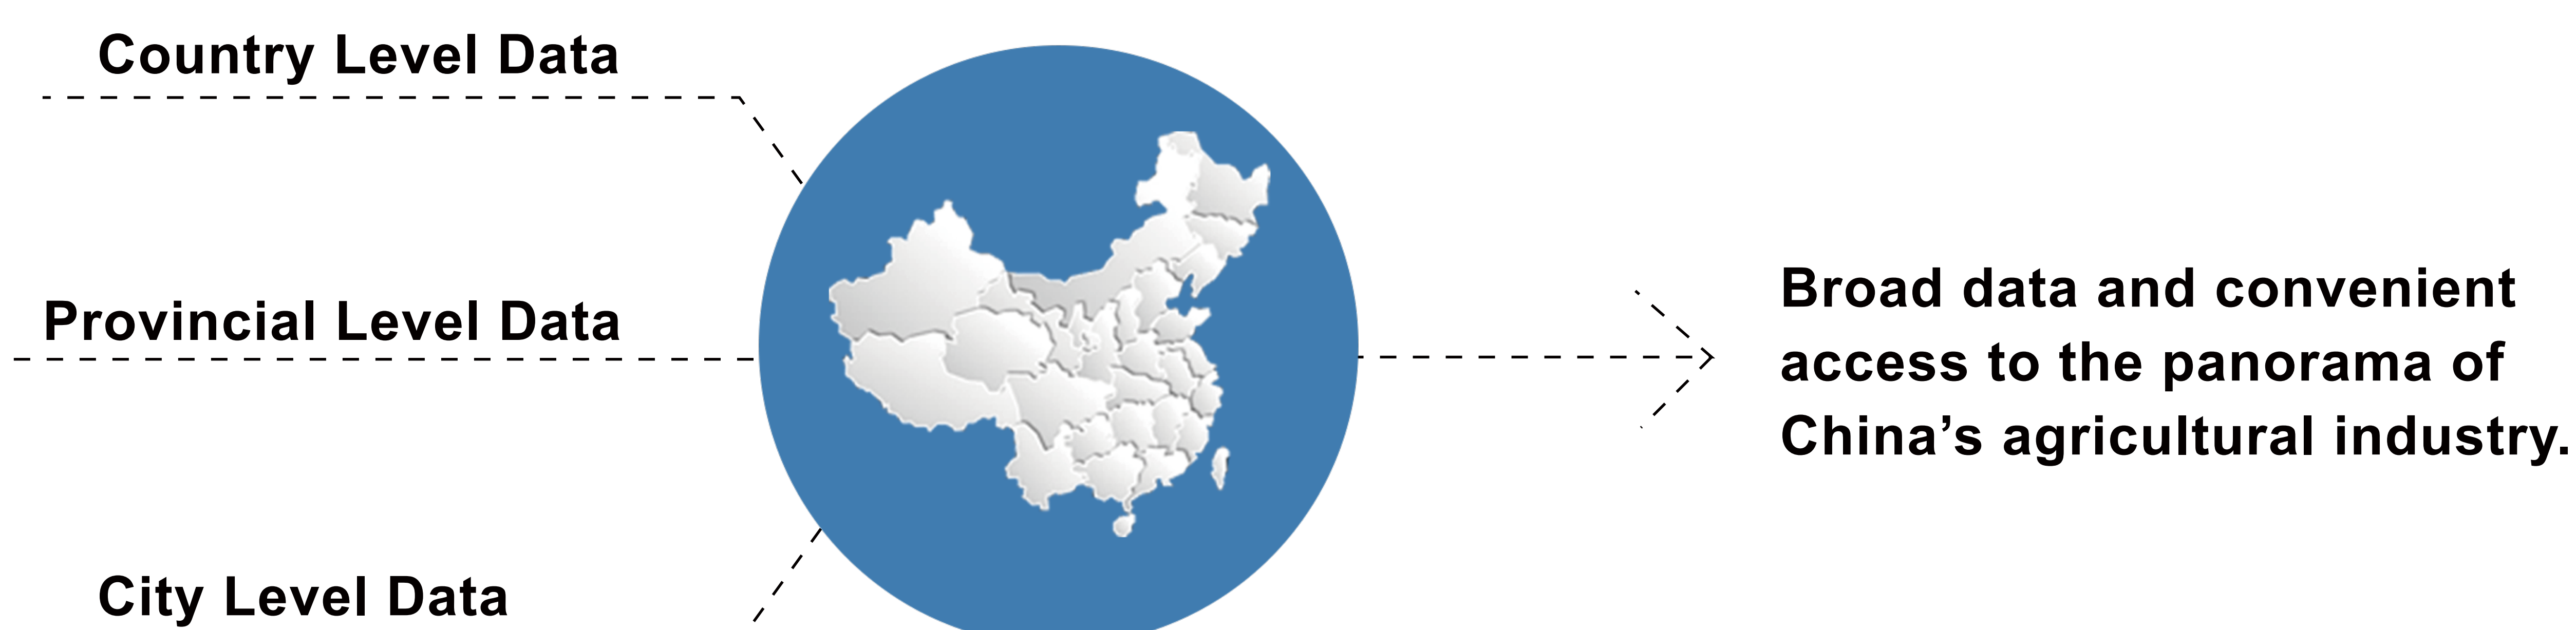 Country Level Data
Provincial Level Data
City Level Data
Broad data and convenient
access to the panorama of
China’s agricultural industry.